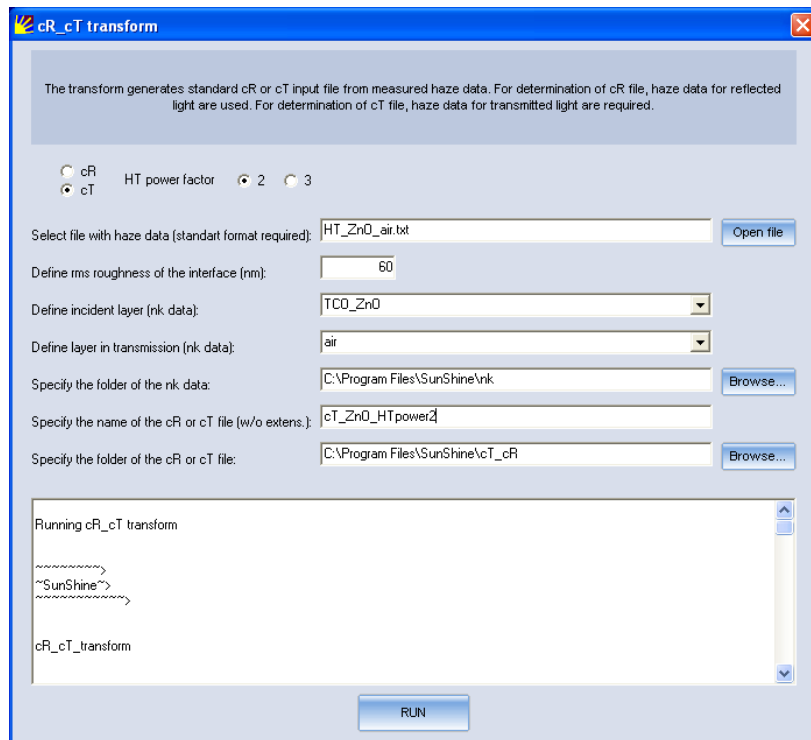 cR_cT transform
The transform generates standard cR or cT input file from measured haze data. For determination of cR file, haze data for reflected
light are used. For determination of cT file, haze data for transmitted light are required.
cR
cT
HT power factor 2 3
Select file with haze data (standart format required): HT_ZnO_air.txt Open file
Define rms roughness of the interface (nm): 60
Define incident layer (nk data): TCO_ZnO
Define layer in transmission (nk data): air
Specify the folder of the nk data: C:\Program Files\SunShine\nk Browse...
Specify the name of the cR or cT file (w/o extens.): cT_ZnO_HTpower2
Specify the folder of the cR or cT file: C:\Program Files\SunShine\cT_cR Browse...
Running cR_cT transform
~~~~~~~~>
~SunShine~>
~~~~~~~~~~~>
cR_cT_transform
RUN